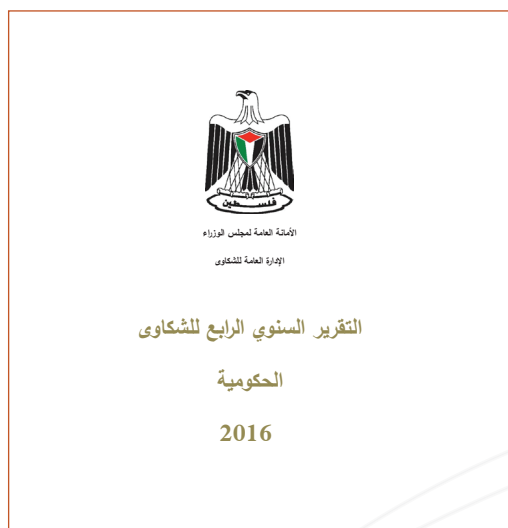 فلسطين
الأمانة العامة لمجلس الوزراء
الإدارة العامة للشكاوى
التقرير السنوي الرابع للشكاوى
الحكومية
2016